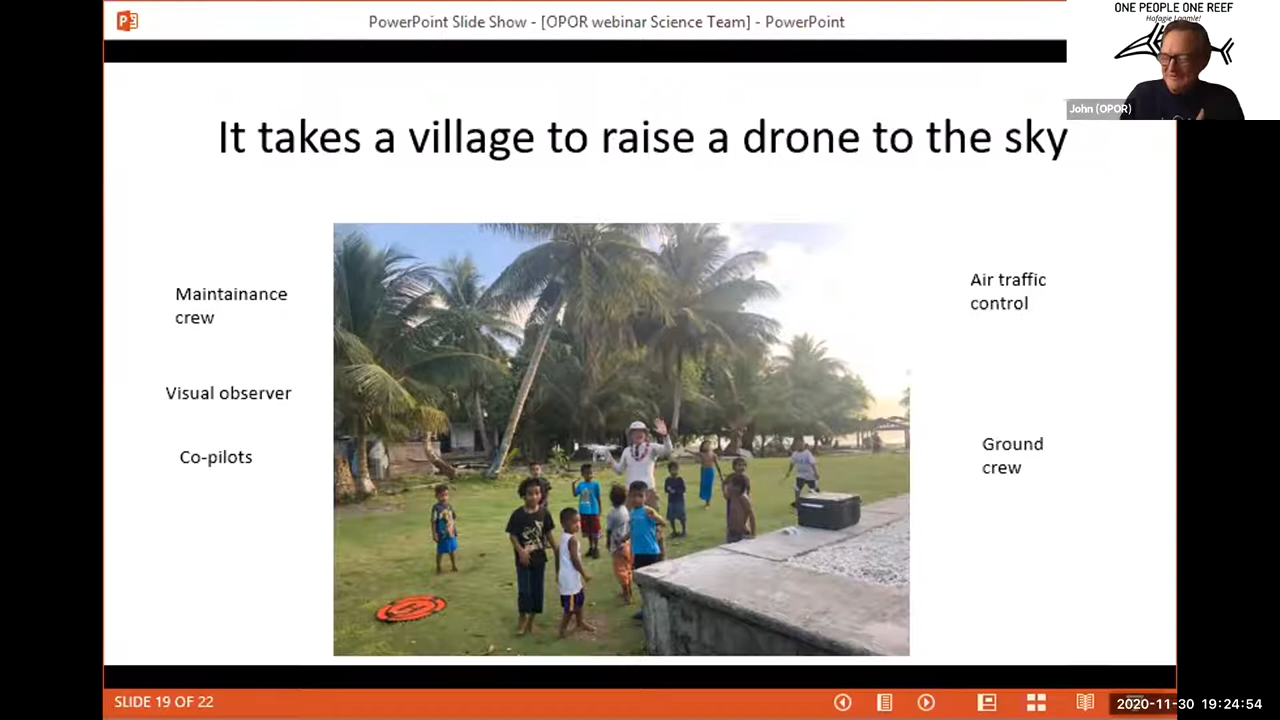 PowerPoint Slide Show - [OPOR webinar Science Team] - PowerPoint
ONE PEOPLE ONE REEF
Hofagie Laamle!
John (OPOR)
It takes a village to raise a drone to the sky
Maintainance
crew
Visual observer
Co-pilots
Air traffic
control
Ground
crew
H
SLIDE 19 OF 22
2020-11-30 19:24:54